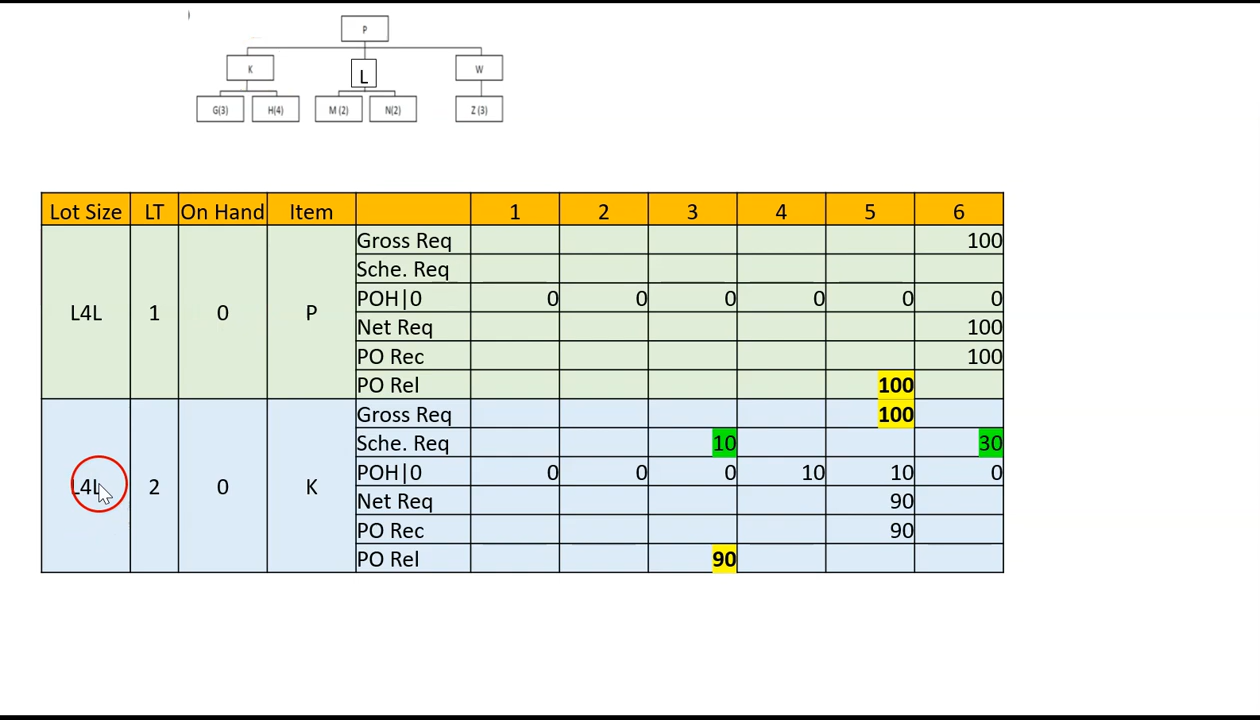 )
P
K L W
G(3) H(4) M (2) N(2) Z (3)
Lot Size LT On Hand Item 1 2 3 4 5 6
L4L 1 0 P
Gross Req 100
Sche. Req
POH|0 0 0 0 0 0 0
Net Req 100
PO Rec 100
PO Rel 100
L4L 2 0 K
Gross Req 100
Sche. Req 10 30
POH|0 0 0 0 10 10 0
Net Req 90
PO Rec 90
PO Rel 90